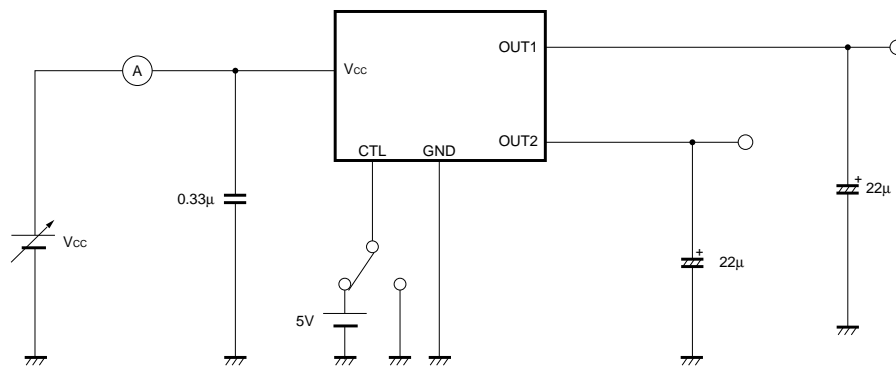 OUT1
A
VCC
OUT2
CTL GND
+
22μ
0.33μ
VCC
+
22μ
5V